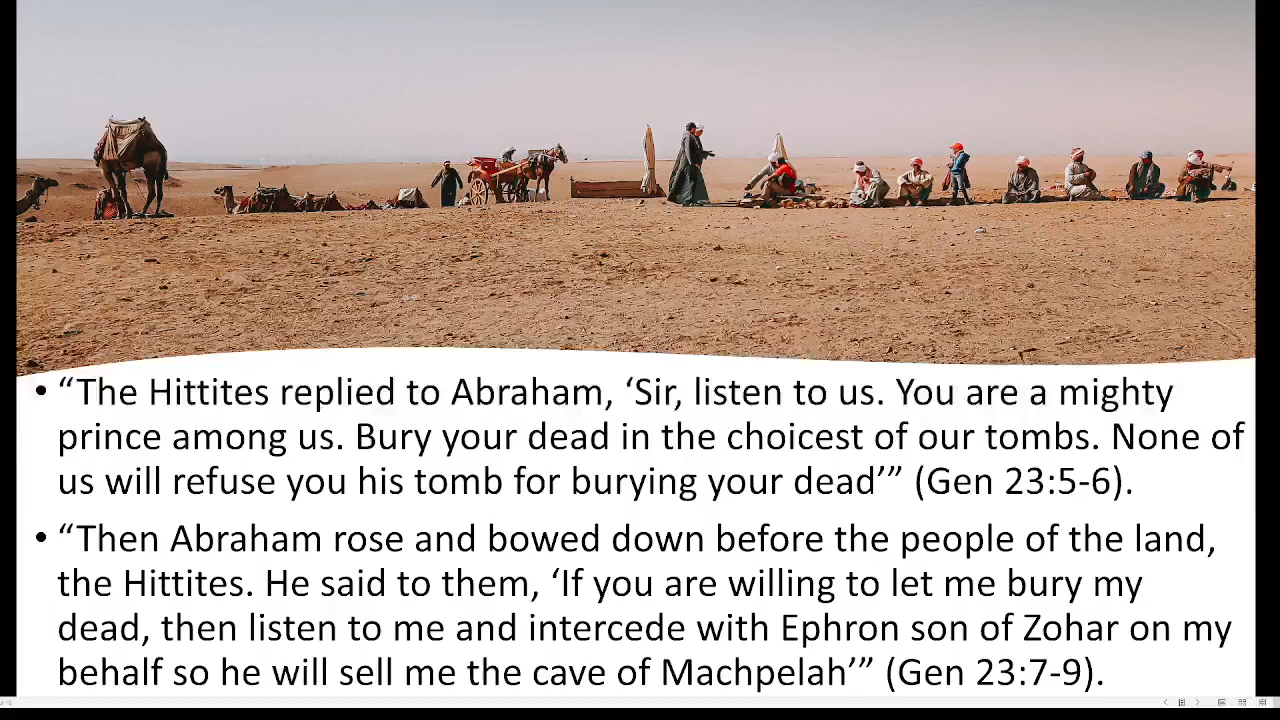 • “The Hittites replied to Abraham, ‘Sir, listen to us. You are a mighty
prince among us. Bury your dead in the choicest of our tombs. None of
us will refuse you his tomb for burying your dead’” (Gen 23:5-6).
• “Then Abraham rose and bowed down before the people of the land,
the Hittites. He said to them, ‘If you are willing to let me bury my
dead, then listen to me and intercede with Ephron son of Zohar on my
behalf so he will sell me the cave of Machpelah’” (Gen 23:7-9).